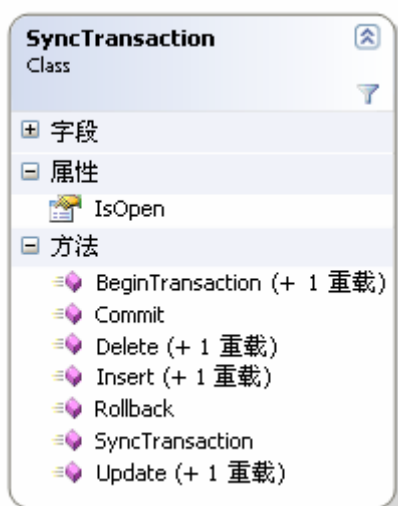 SyncTransaction
Class
字段
属性
IsOpen
方法
BeginTransaction (+ 1 重载)
Commit
Delete (+ 1 重载)
Insert (+ 1 重载)
Rollback
SyncTransaction
Update (+ 1 重载)